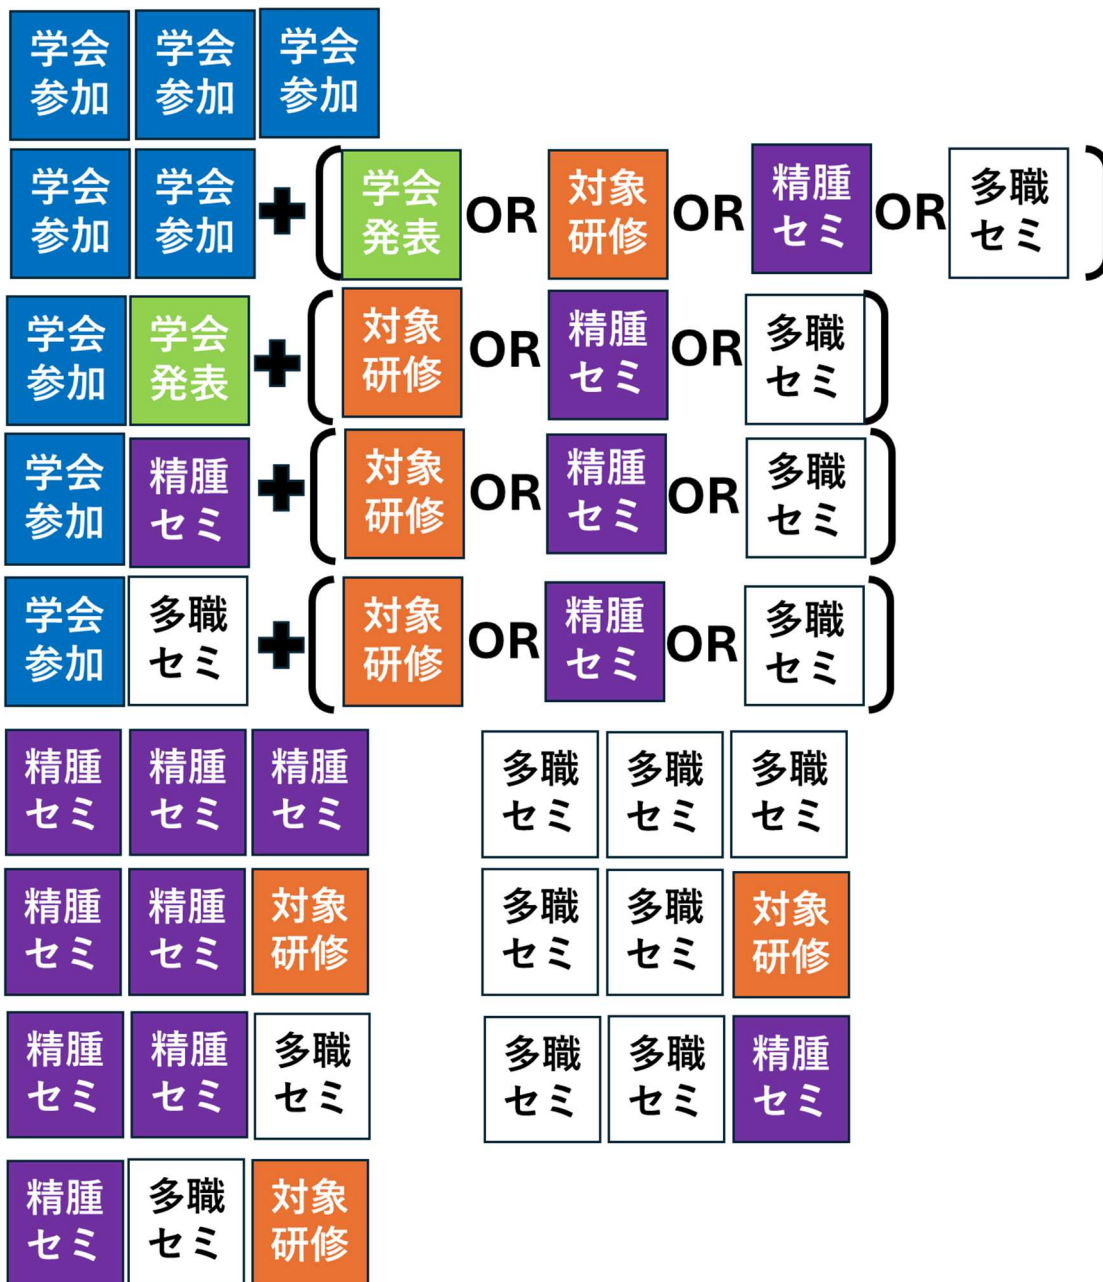 学会 学会 学会
参加 参加 参加
学会 学会 + ( 学会 OR 対象 OR 精腫 OR 多職 )
参加 参加 発表 研修 セミ セミ
学会 学会 + ( 対象 OR 精腫 OR 多職 )
参加 発表 研修 セミ セミ
学会 精腫 + ( 対象 OR 精腫 OR 多職 )
参加 セミ 研修 セミ セミ
学会 多職 + ( 対象 OR 精腫 OR 多職 )
参加 セミ 研修 セミ セミ
精腫 精腫 精腫 多職 多職 多職
セミ セミ セミ セミ セミ セミ
精腫 精腫 対象 多職 多職 対象
セミ セミ 研修 セミ セミ 研修
精腫 精腫 多職 多職 多職 精腫
セミ セミ セミ セミ セミ セミ
精腫 多職 対象
セミ セミ 研修